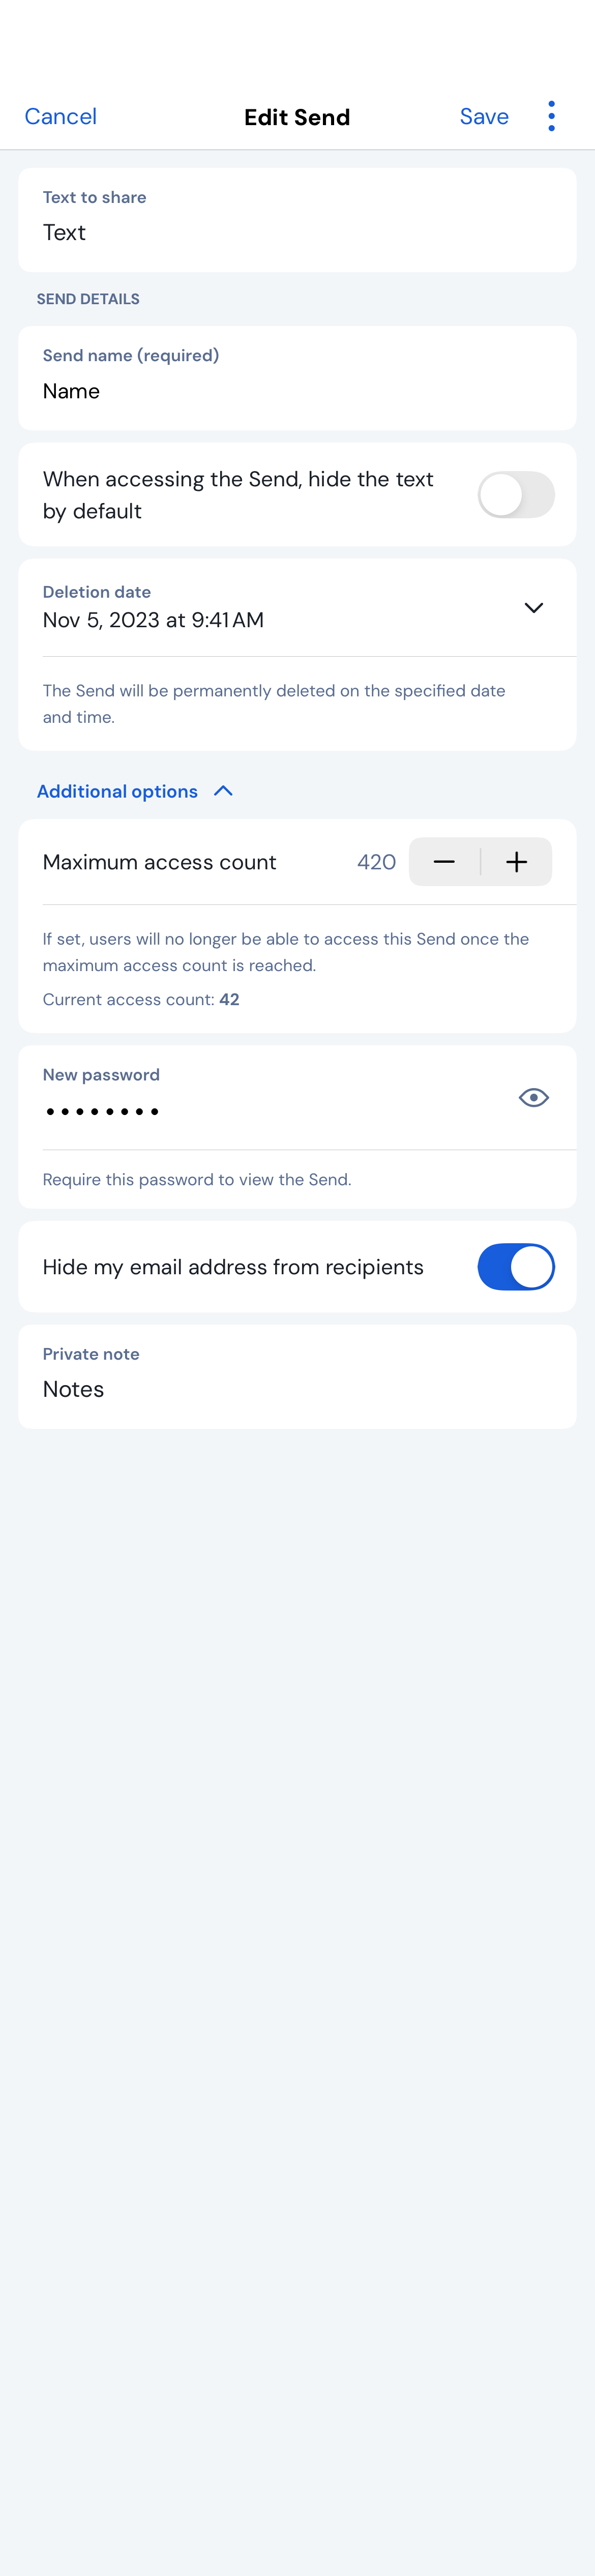 Cancel Edit Send Save
Text to share
Text
SEND DETAILS
Send name (required)
Name
When accessing the Send, hide the text
by default
Deletion date
Nov 5, 2023 at 9:41 AM
The Send will be permanently deleted on the specified date
and time.
Additional options
Maximum access count 420
If set, users will no longer be able to access this Send once the
maximum access count is reached.
Current access count: 42
New password
••••••••
Require this password to view the Send.
Hide my email address from recipients
Private note
Notes